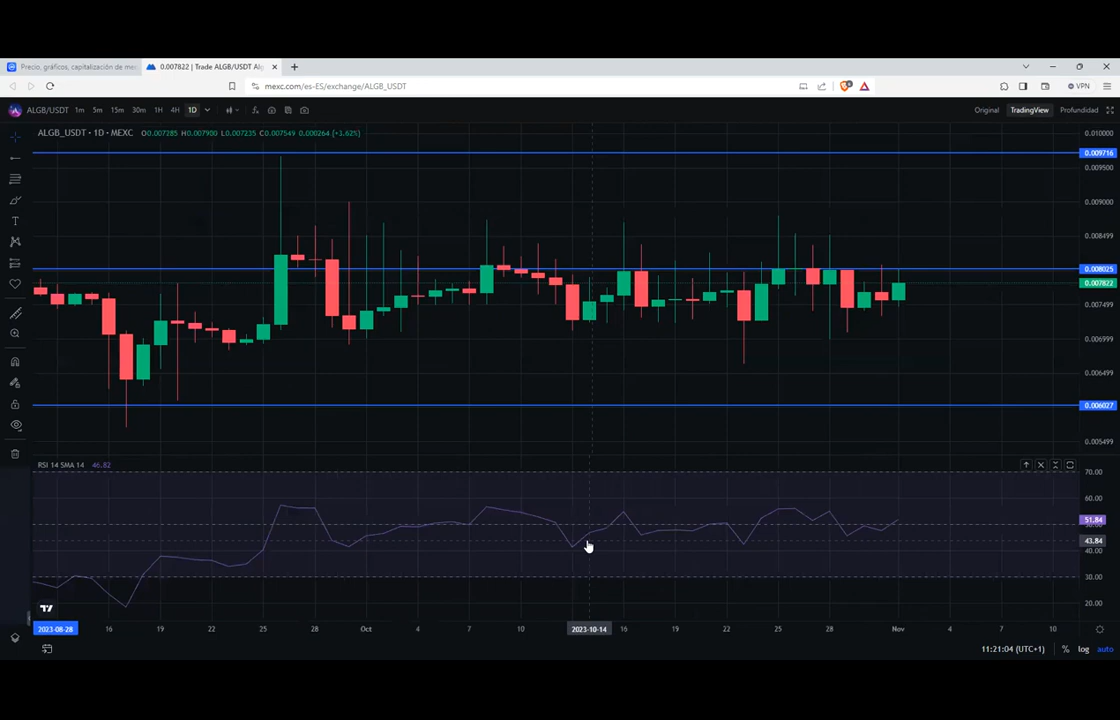 Precio, gráficos, capitalización de mer
0.007822 | Trade ALGB/USDT Alg
mexc.com/es-ES/exchange/ALGB_USDT
VPN
ALGB/USDT 1m 5m 15m 30m 1H 4H 1D
Original TradingView Profundidad
ALGB_USDT · 1D · MEXC O0.007285 H0.007900 L0.007235 C0.007549 0.000264 (+3.62%)
0.010000
0.009716
0.009500
0.009000
0.008499
0.008025
0.007822
0.007499
0.006999
0.006499
0.006027
0.005499
RSI 14 SMA 14 46.82
70.00
60.00
51.84
43.84
40.00
30.00
20.00
2023-08-28 16 19 22 25 28 Oct 4 7 10 2023-10-14 16 19 22 25 28 Nov 4 7 10
11:21:04 (UTC+1) % log auto